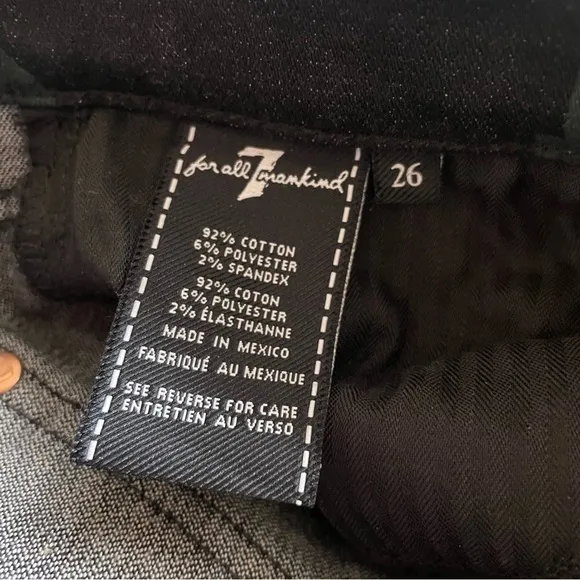 for all 7 mankind
26
92% COTTON
6% POLYESTER
2% SPANDEX
92% COTON
6% POLYESTER
2% ÉLASTHANNE
MADE IN MEXICO
FABRIQUÉ AU MEXIQUE
SEE REVERSE FOR CARE
ENTRETIEN AU VERSO